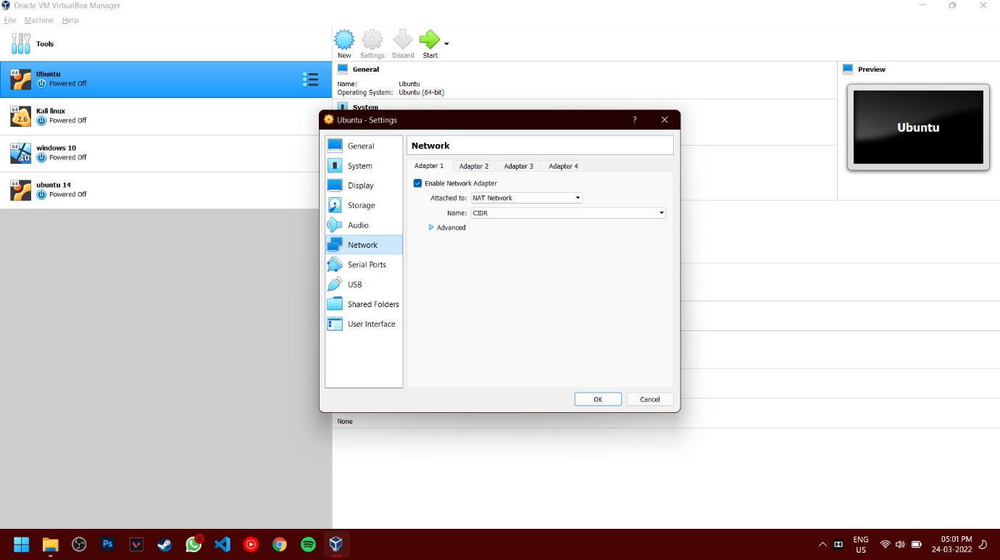 Oracle VM VirtualBox Manager
File Machine Help
Tools
New Settings Discard Start
64
Ubuntu
Powered Off
64
2.6
Kali linux
Powered Off
64
10
windows 10
Powered Off
64
ubuntu 14
Powered Off
General
Name: Ubuntu
Operating System: Ubuntu (64-bit)
System
Preview
Ubuntu
Ubuntu - Settings ?
General
System
Display
Storage
Audio
Network
Serial Ports
USB
Shared Folders
User Interface
Network
Adapter 1 Adapter 2 Adapter 3 Adapter 4
Enable Network Adapter
Attached to: NAT Network
Name: CIDR
Advanced
OK Cancel
None
Ps
ENG
US
05:01 PM
24-03-2022